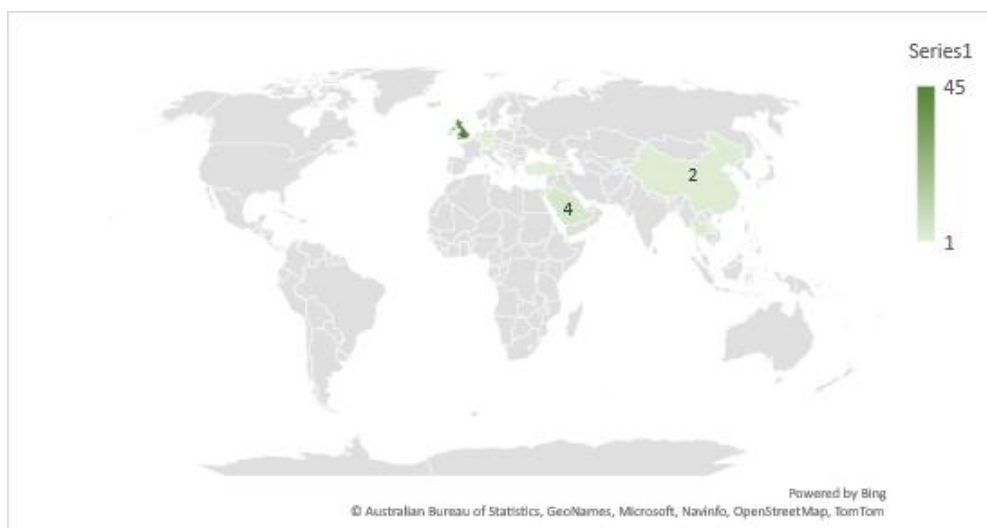 Series1
45
1
2
4
Powered by Bing
© Australian Bureau of Statistics, GeoNames, Microsoft, Navinfo, OpenStreetMap, TomTom